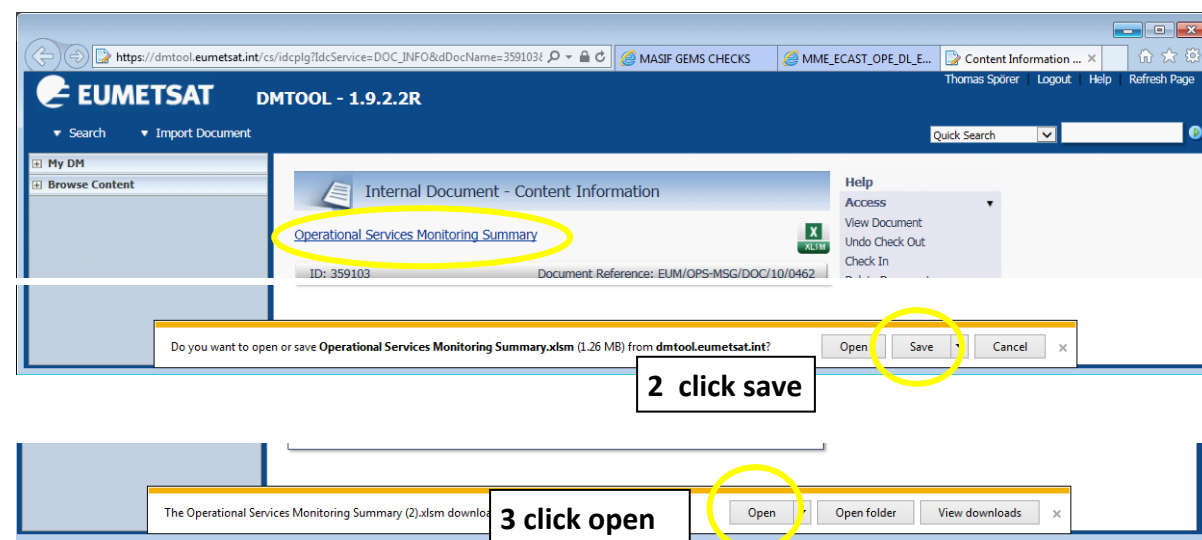 https://dmtool.eumetsat.int/cs/idcplg?IdcService=DOC_INFO&dDocName=359103&
MASIF GEMS CHECKS
MME_ECAST_OPE_DL_E...
Content Information ...
EUMETSAT
DMTOOL - 1.9.2.2R
Thomas Spörer
Logout
Help
Refresh Page
Search
Import Document
Quick Search
My DM
Browse Content
Internal Document - Content Information
Help
Access
View Document
Undo Check Out
Check In
Operational Services Monitoring Summary
X
XLSM
ID: 359103
Document Reference: EUM/OPS-MSG/DOC/10/0462
Do you want to open or save Operational Services Monitoring Summary.xlsm (1.26 MB) from dmtool.eumetsat.int?
Open
Save
Cancel
2 click save
The Operational Services Monitoring Summary (2).xlsm downloa
3 click open
Open
Open folder
View downloads